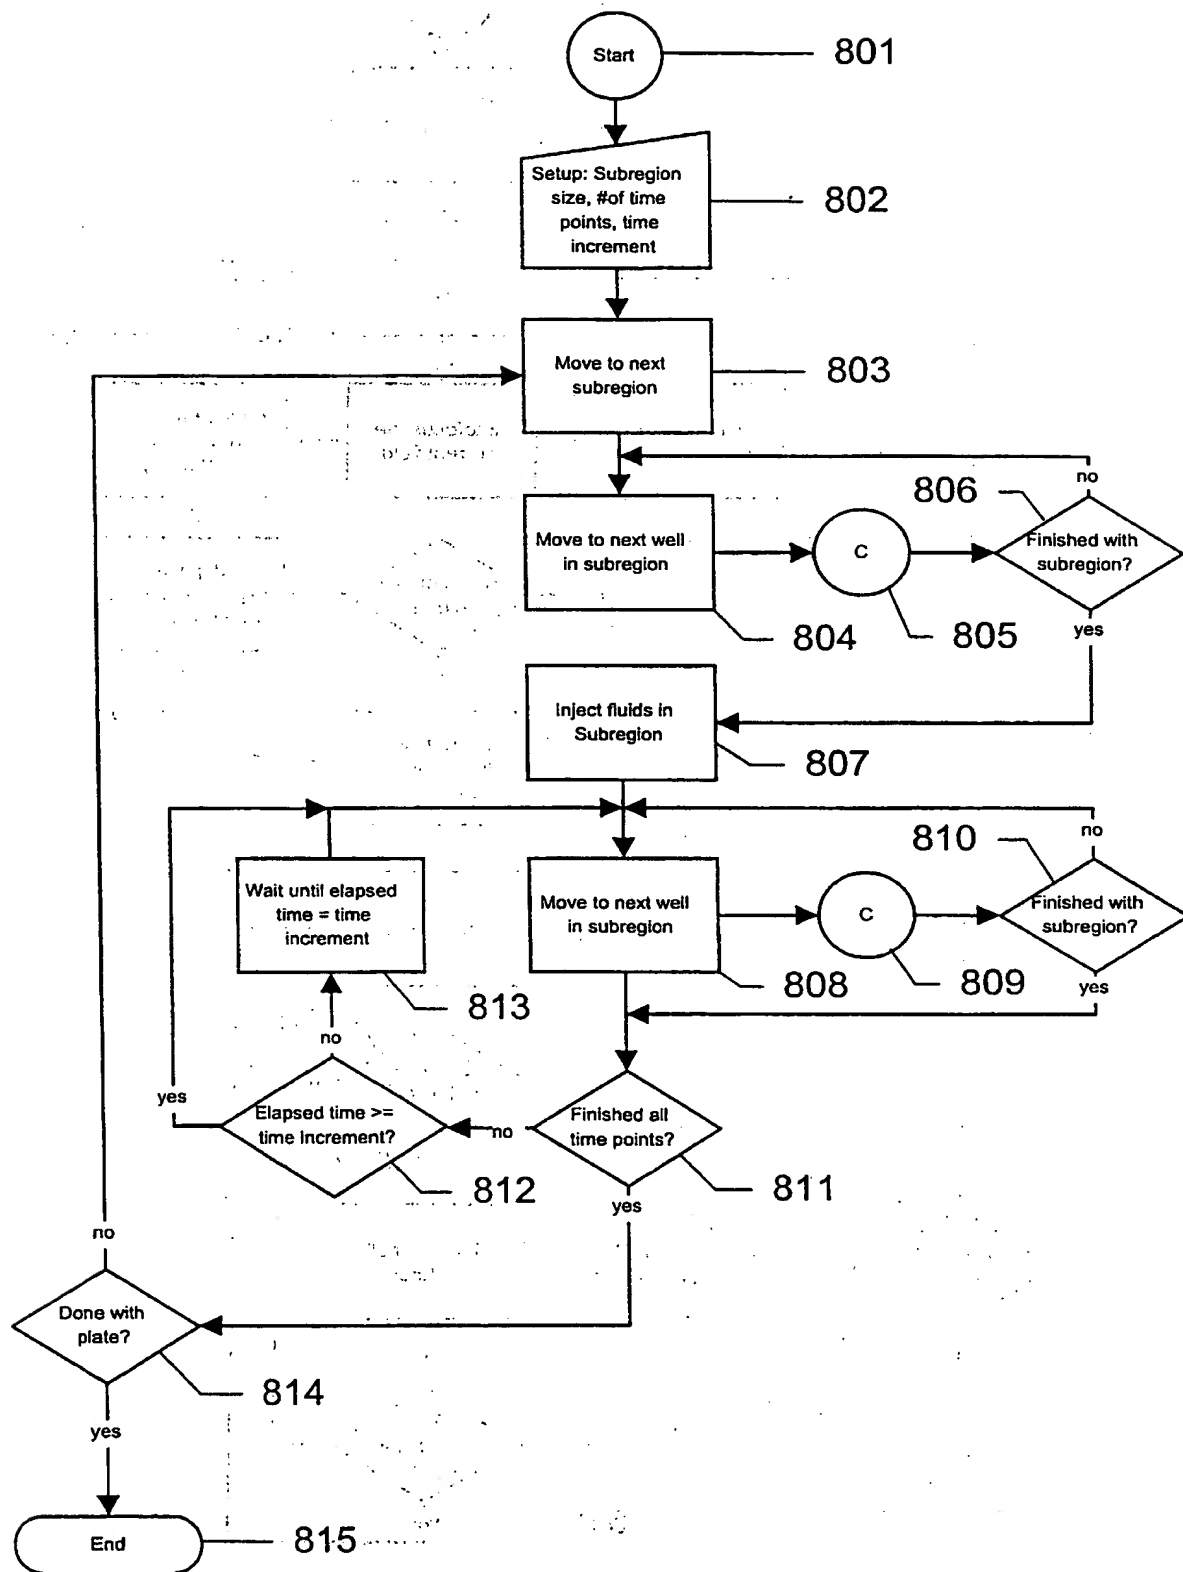 Start
801
Setup: Subregion
size, #of time
points, time
increment
802
Move to next
subregion
803
no
806
Move to next well
in subregion
C
Finished with
subregion?
804
805
yes
Inject fluids in
Subregion
807
no
810
Wait until elapsed
time = time
increment
Move to next well
in subregion
C
Finished with
subregion?
813
808
809
yes
no
yes
Elapsed time >=
time increment?
no
Finished all
time points?
812
811
yes
no
Done with
plate?
814
yes
End
815